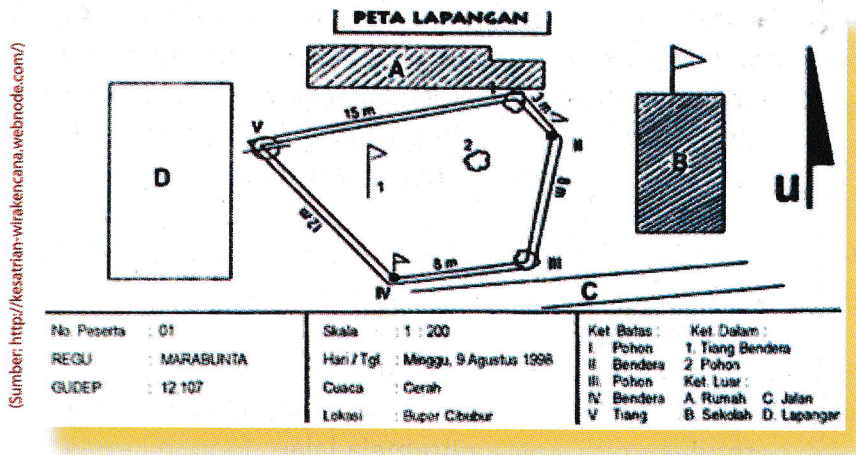 PETA LAPANGAN
(Sumber: http://kesatrian-wirakencana.webnode.com/)
A
1
15 m
V
II
D
2
1
B
u
8 m
12m
8 m
III
IV
C
No. Peserta : 01
REGU : MARABUNTA
GUDEP : 12.107
Skala : 1 : 200
Hari / Tgl : Minggu, 9 Agustus 1998
Cuaca : Cerah
Lokasi : Buper Cibubur
Ket. Batas : Ket. Dalam :
I. Pohon 1. Tiang Bendera
II Bendera 2 Pohon
III. Pohon Ket. Luar :
IV Bendera A. Rumah C. Jalan
V Tiang B. Sekolah D. Lapangan